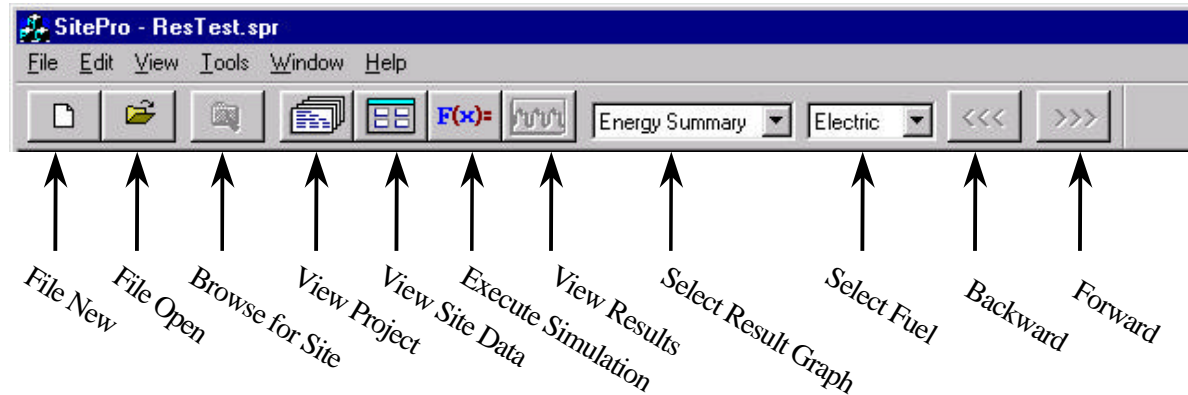 SitePro - ResTest.spr
File Edit View Tools Window Help
F(x)= Energy Summary Electric <<< >>>
File New
File Open
Browse for Site
View Project
View Site Data
Execute Simulation
View Results
Select Result Graph
Select Fuel
Backward
Forward